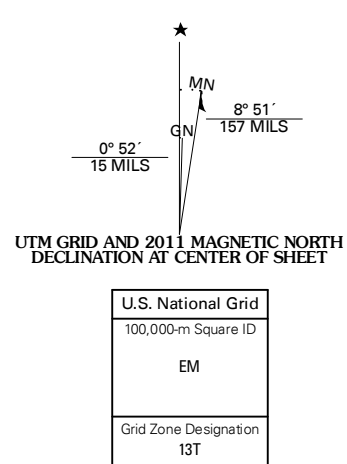 ★
MN
8° 51´
157 MILS
GN
0° 52´
15 MILS
UTM GRID AND 2011 MAGNETIC NORTH
DECLINATION AT CENTER OF SHEET
U.S. National Grid
100,000-m Square ID
EM
Grid Zone Designation
13T